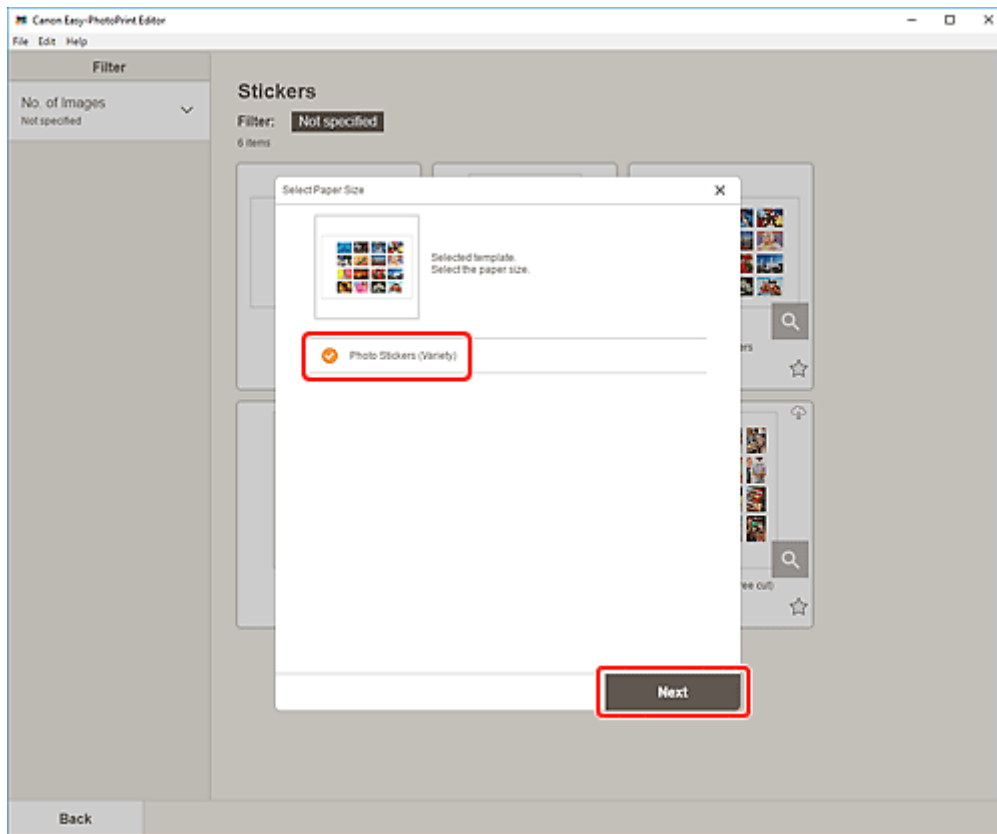 Canon Easy-PhotoPrint Editor
File Edit Help
Filter
No. of Images
Not specified
Stickers
Filter: Not specified
6 items
Select Paper Size
Selected template.
Select the paper size.
Photo Stickers (Variety)
Next
Back